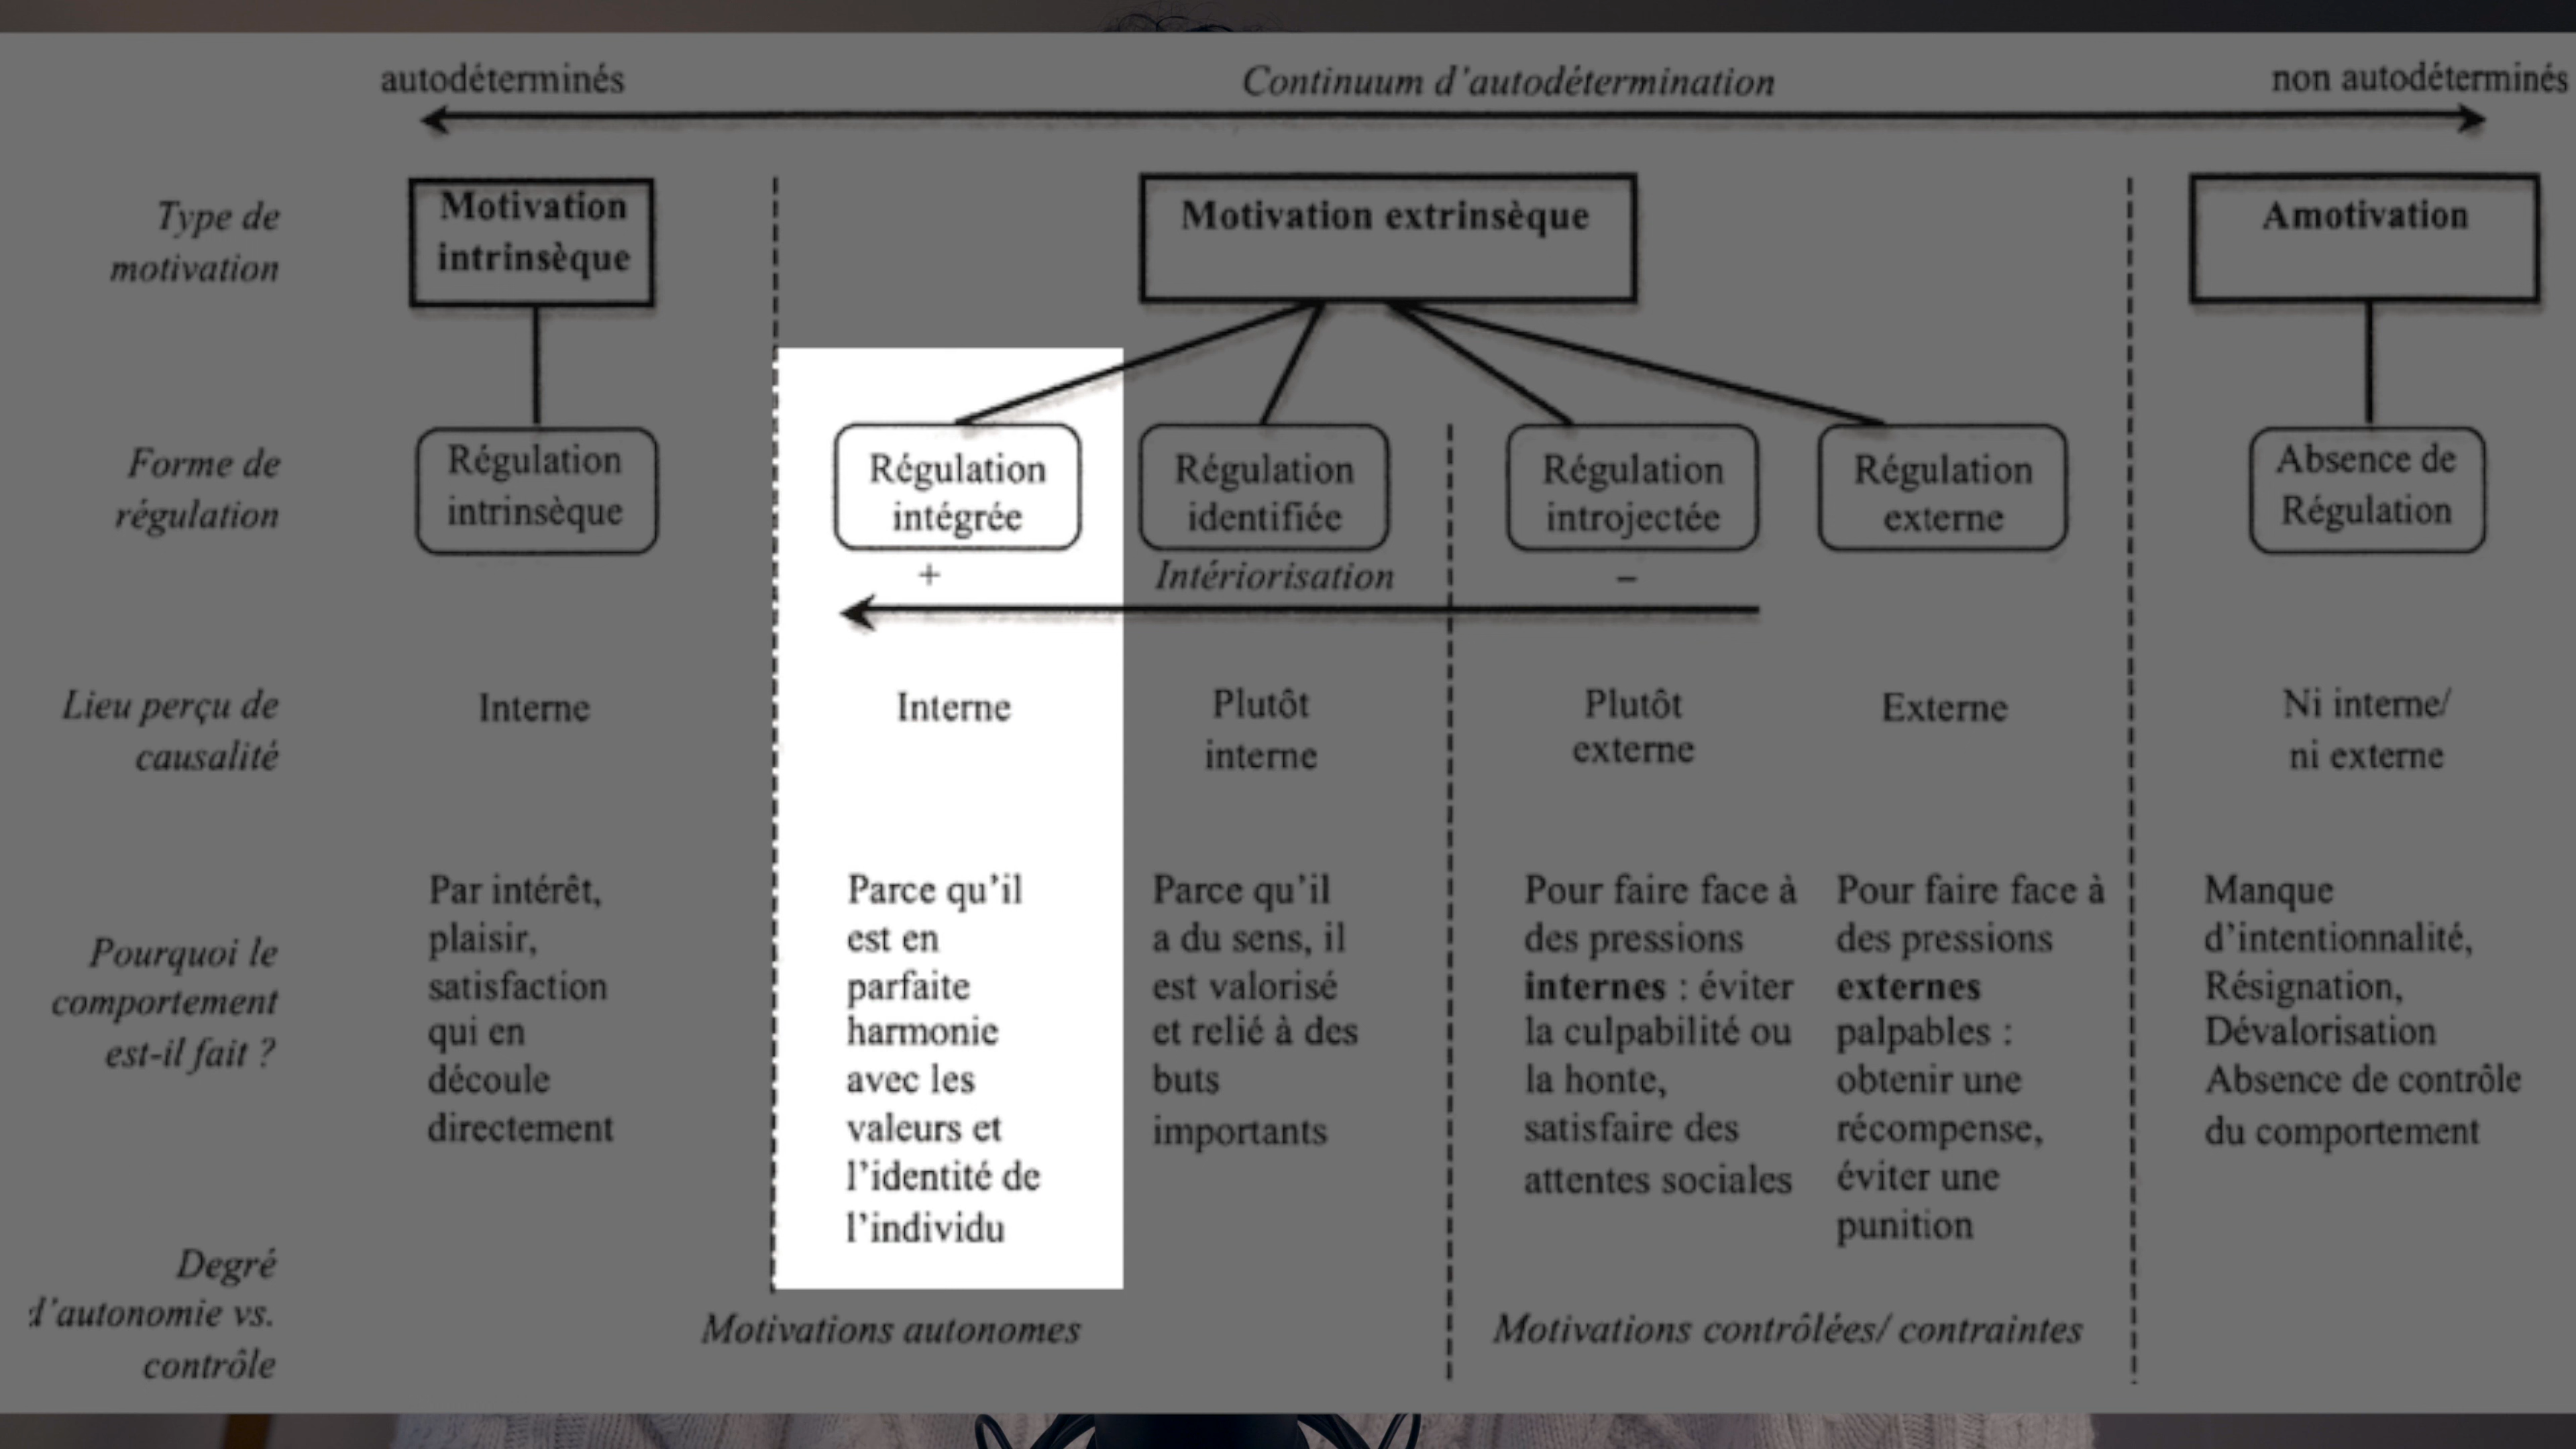 autodéterminés
Continuum d'autodétermination
non autodéterminés
Type de
motivation
Motivation
intrinsèque
Motivation extrinsèque
Amotivation
Forme de
régulation
Régulation
intrinsèque
Régulation
intégrée
Régulation
identifiée
Régulation
introjectée
Régulation
externe
Absence de
Régulation
+
Intériorisation
–
Lieu perçu de
causalité
Interne
Interne
Plutôt
interne
Plutôt
externe
Externe
Ni interne/
ni externe
Pourquoi le
comportement
est-il fait ?
Par intérêt,
plaisir,
satisfaction
qui en
découle
directement
Parce qu'il
est en
parfaite
harmonie
avec les
valeurs et
l'identité de
l'individu
Parce qu'il
a du sens, il
est valorisé
et relié à des
buts
importants
Pour faire face à
des pressions
internes : éviter
la culpabilité ou
la honte,
satisfaire des
attentes sociales
Pour faire face à
des pressions
externes
palpables :
obtenir une
récompense,
éviter une
punition
Manque
d'intentionnalité,
Résignation,
Dévalorisation
Absence de contrôle
du comportement
Degré
d'autonomie vs.
contrôle
Motivations autonomes
Motivations contrôlées/ contraintes